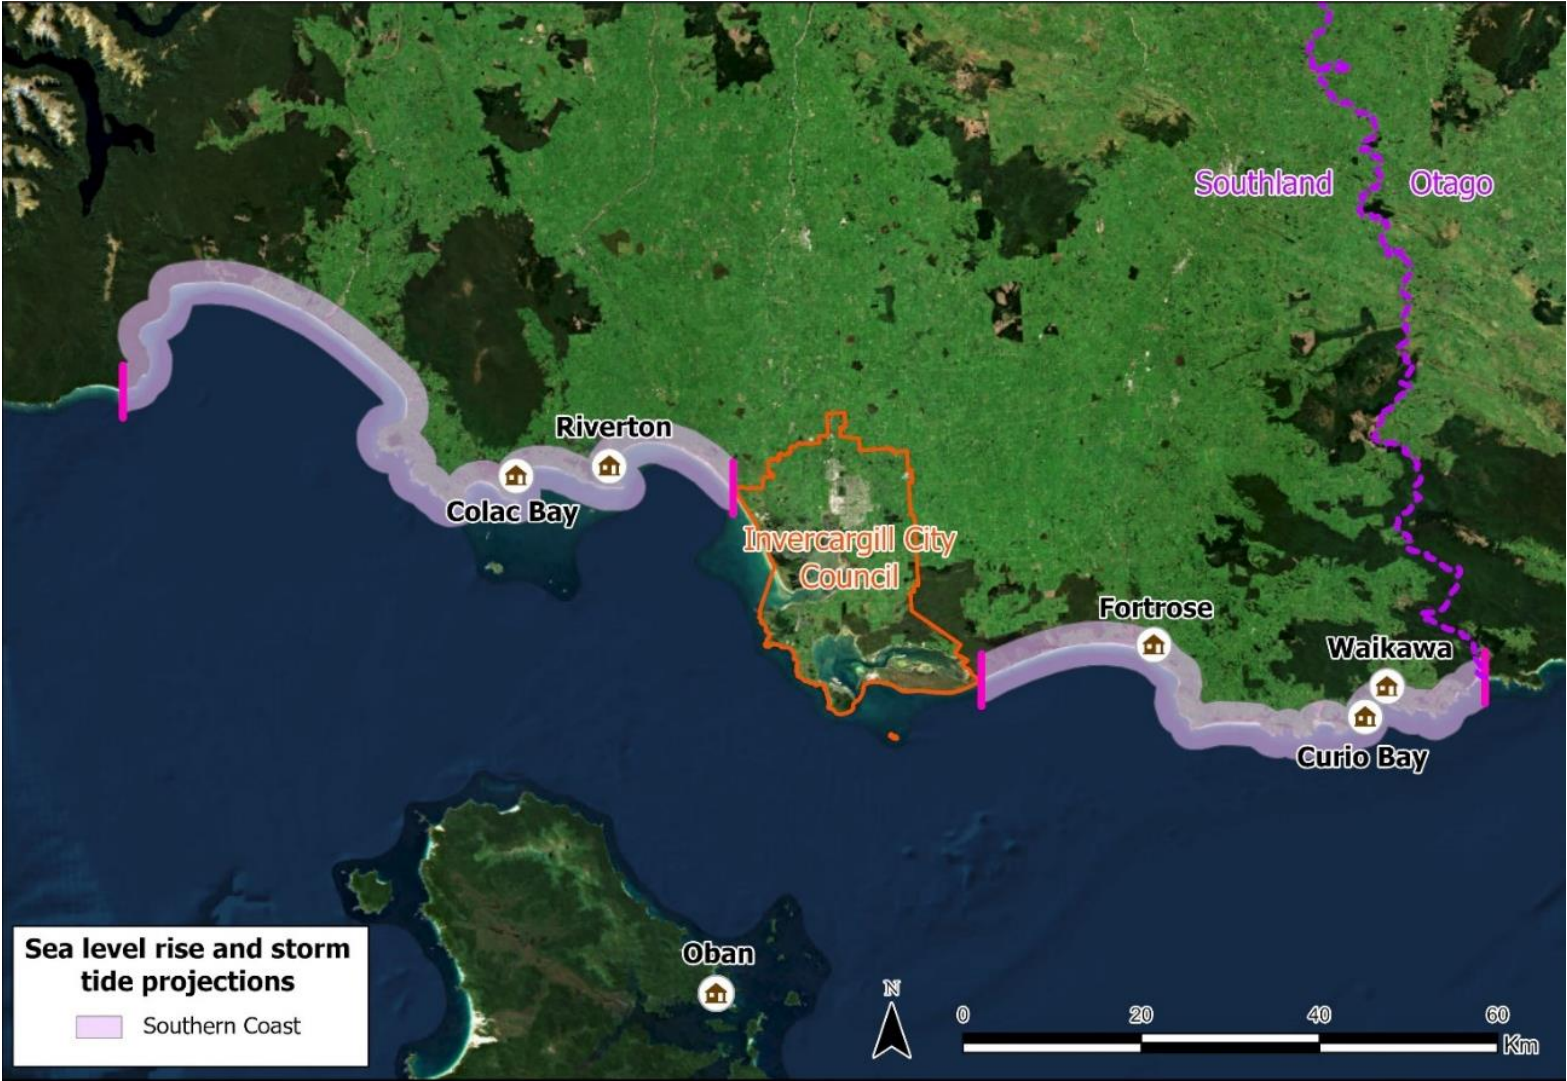 Southland
Otago
Riverton
Colac Bay
Invercargill City
Council
Fortrose
Waikawa
Curio Bay
Oban
Sea level rise and storm
tide projections
Southern Coast
N
0 20 40 60
Km